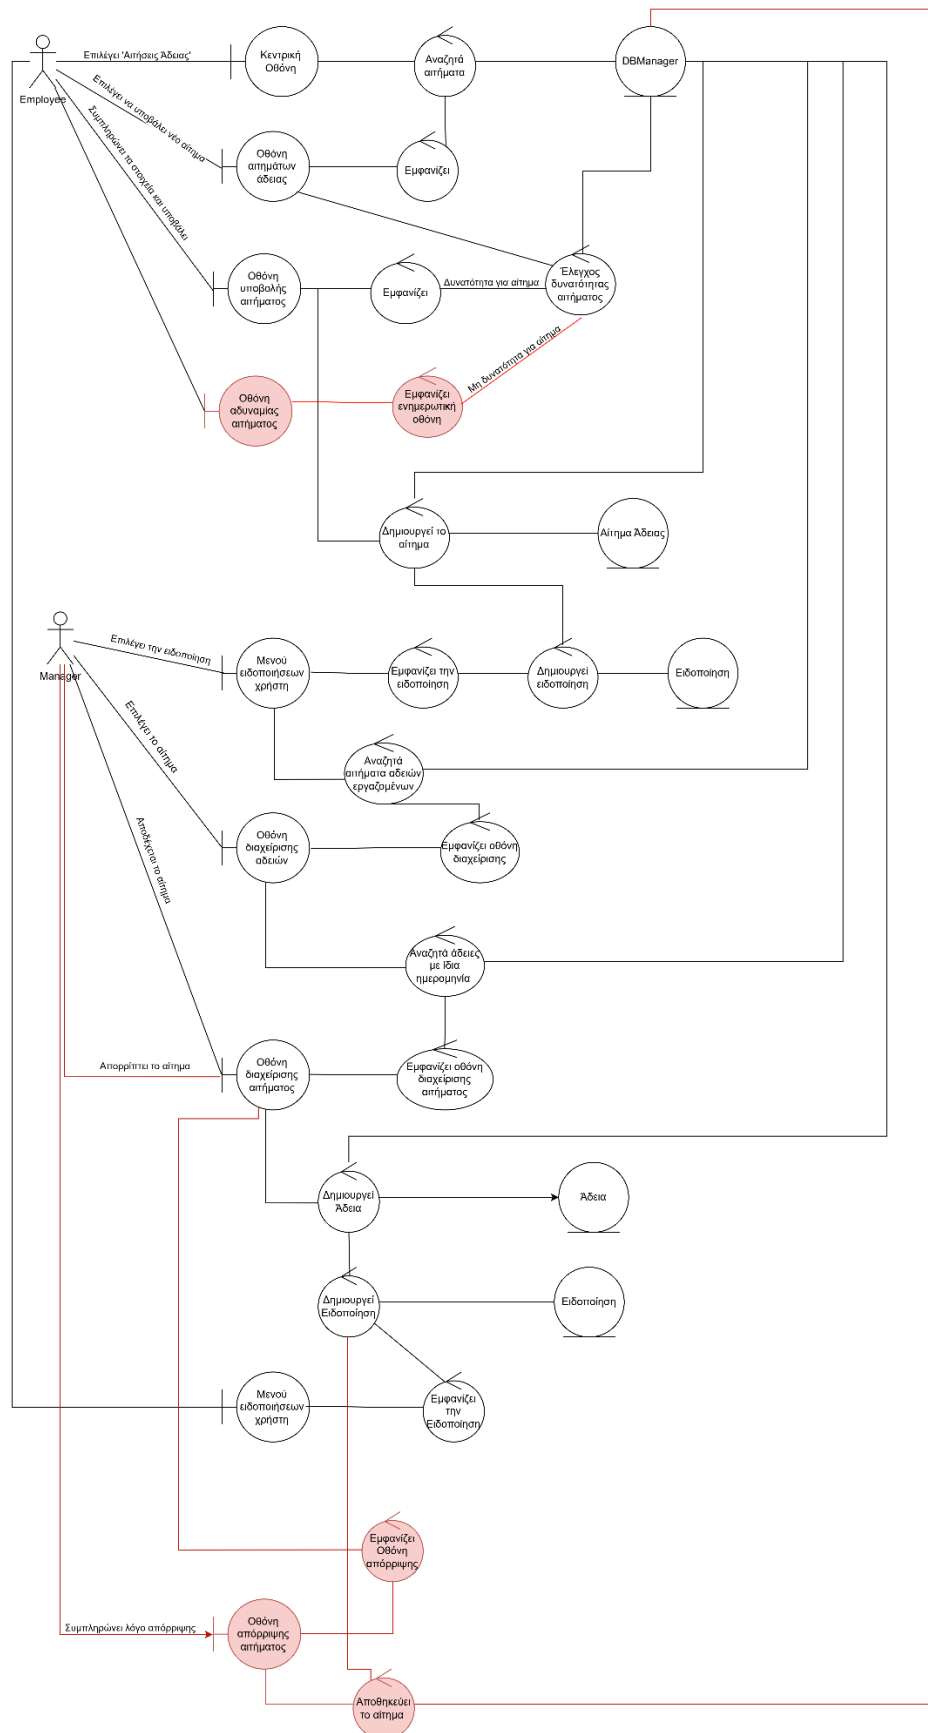 Επιλέγει 'Αιτήσεις Άδειας'
Κεντρική
Οθόνη
Αναζητά
αιτήματα
DBManager
Employee
Επιλέγει να υποβάλει νέο αίτημα
Οθόνη
αιτημάτων
άδειας
Εμφανίζει
Συμπληρώνει τα στοιχεία και υποβάλει
Οθόνη
υποβολής
αιτήματος
Εμφανίζει
Δυνατότητα για αίτημα
Έλεγχος
δυνατότητας
αιτήματος
Μη δυνατότητα για αίτημα
Οθόνη
αδυναμίας
αιτήματος
Εμφανίζει
ενημερωτική
οθόνη
Δημιουργεί το
αίτημα
Αίτημα Άδειας
Manager
Επιλέγει την ειδοποίηση
Μενού
ειδοποιήσεων
χρήστη
Εμφανίζει την
ειδοποίηση
Δημιουργεί
ειδοποίηση
Ειδοποίηση
Επιλέγει το αίτημα
Αναζητά
αιτήματα αδειών
εργαζομένων
Αποδέχεται το αίτημα
Οθόνη
διαχείρισης
αδειών
Εμφανίζει οθόνη
διαχείρισης
Αναζητά άδειες
με ίδια
ημερομηνία
Απορρίπτει το αίτημα
Οθόνη
διαχείρισης
αιτήματος
Εμφανίζει οθόνη
διαχείρισης
αιτήματος
Δημιουργεί
Άδεια
Άδεια
Δημιουργεί
Ειδοποίηση
Ειδοποίηση
Μενού
ειδοποιήσεων
χρήστη
Εμφανίζει
την
Ειδοποίηση
Εμφανίζει
Οθόνη
απόρριψης
Συμπληρώνει λόγο απόρριψης
Οθόνη
απόρριψης
αιτήματος
Αποθηκεύει
το αίτημα